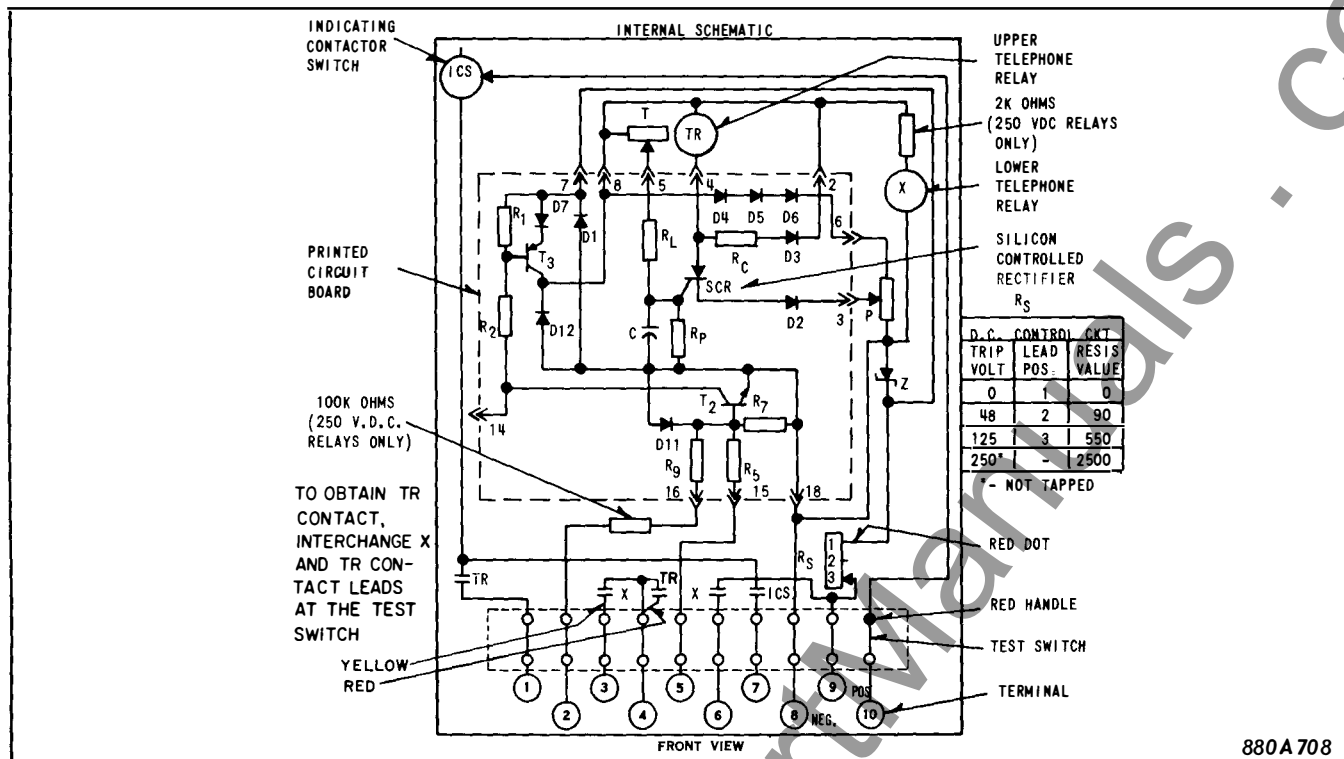 INTERNAL SCHEMATIC
INDICATING
CONTACTOR
SWITCH
ICS
UPPER
TELEPHONE
RELAY
2K OHMS
(250 VDC RELAYS
ONLY)
LOWER
TELEPHONE
RELAY
SILICON
CONTROLLED
RECTIFIER
T
TR
X
7
8
5
4
2
D7
D4
D5
D6
6
R1
D1
RL
RC
D3
T3
SCR
PRINTED
CIRCUIT
BOARD
R2
D12
C
RP
D2
3
P
Z
RS
D.C. CONTROL CKT
TRIP VOLT
LEAD POS.
RESIS VALUE
0 1 0
48 2 90
125 3 550
250* - 2500
*- NOT TAPPED
T2
R7
14
D11
R9
R5
16
15
18
100K OHMS
(250 V.D.C.
RELAYS ONLY)
TO OBTAIN TR
CONTACT,
INTERCHANGE X
AND TR CON-
TACT LEADS
AT THE TEST
SWITCH
RS
1
2
3
RED DOT
TR
X
TR
X
ICS
RED HANDLE
TEST SWITCH
YELLOW
RED
TERMINAL
1
2
3
4
5
6
7
8 NEG.
9 POS
10
FRONT VIEW
880A708
rtManuals . co